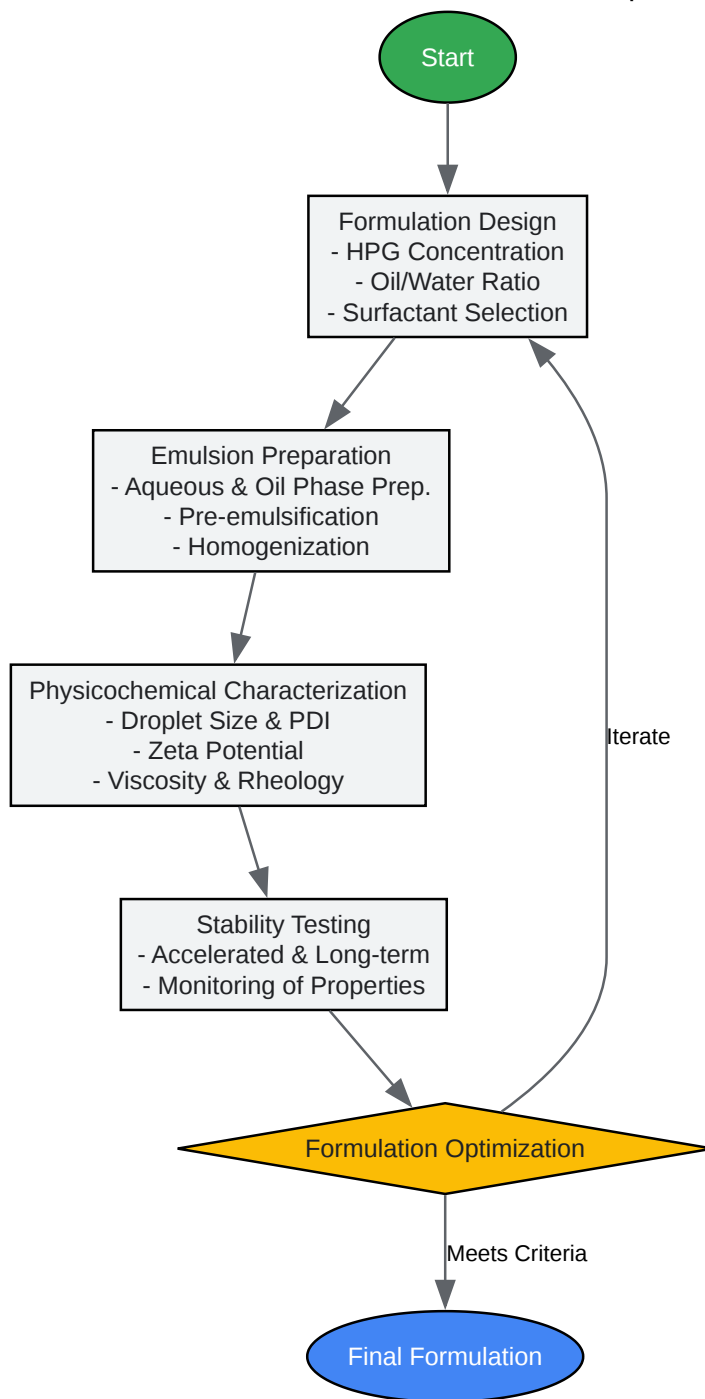 Start
Formulation Design
- HPG Concentration
- Oil/Water Ratio
- Surfactant Selection
Emulsion Preparation
- Aqueous & Oil Phase Prep.
- Pre-emulsification
- Homogenization
Physicochemical Characterization
- Droplet Size & PDI
- Zeta Potential
- Viscosity & Rheology
Iterate
Stability Testing
- Accelerated & Long-term
- Monitoring of Properties
Formulation Optimization
Meets Criteria
Final Formulation